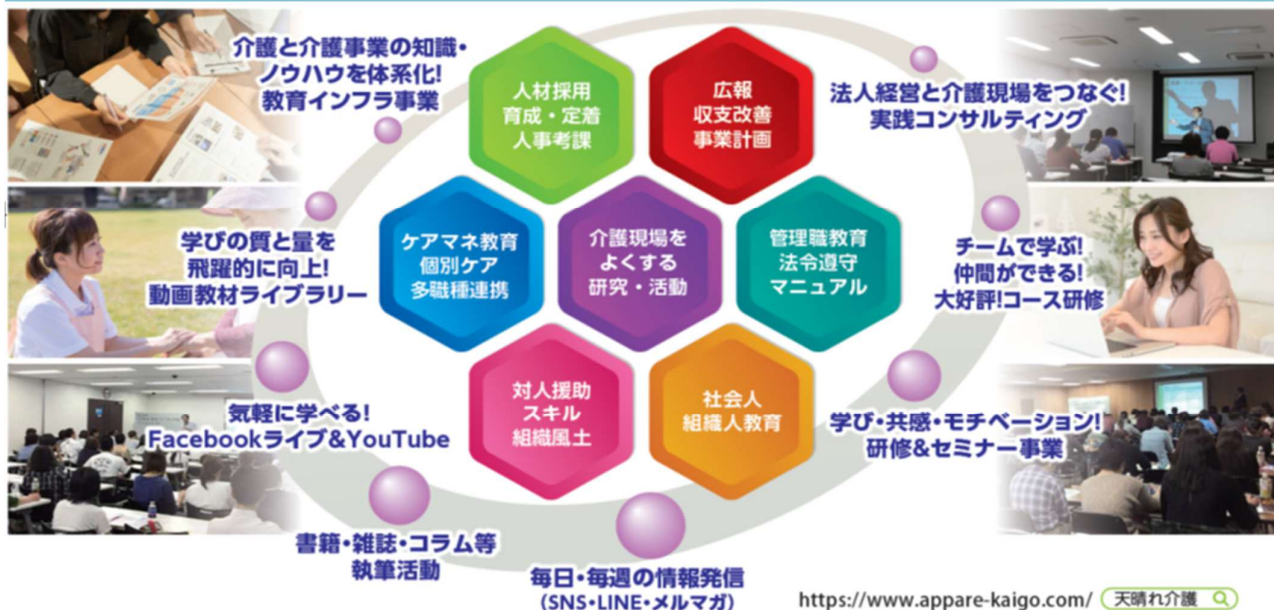 介護と介護事業の知識・
ノウハウを体系化!
教育インフラ事業
人材採用
育成・定着
人事考課
広報
収支改善
事業計画
法人経営と介護現場をつなぐ!
実践コンサルティング
学びの質と量を
飛躍的に向上!
動画教材ライブラリー
ケアマネ教育
個別ケア
多職種連携
介護現場を
よくする
研究・活動
管理職教育
法令遵守
マニュアル
チームで学ぶ!
仲間ができる!
大好評!コース研修
気軽に学べる!
Facebookライブ&YouTube
対人援助
スキル
組織風土
社会人
組織人教育
学び・共感・モチベーション!
研修&セミナー事業
書籍・雑誌・コラム等
執筆活動
毎日・毎週の情報発信
(SNS・LINE・メルマガ)
https://www.appare-kaigo.com/ 天晴れ介護